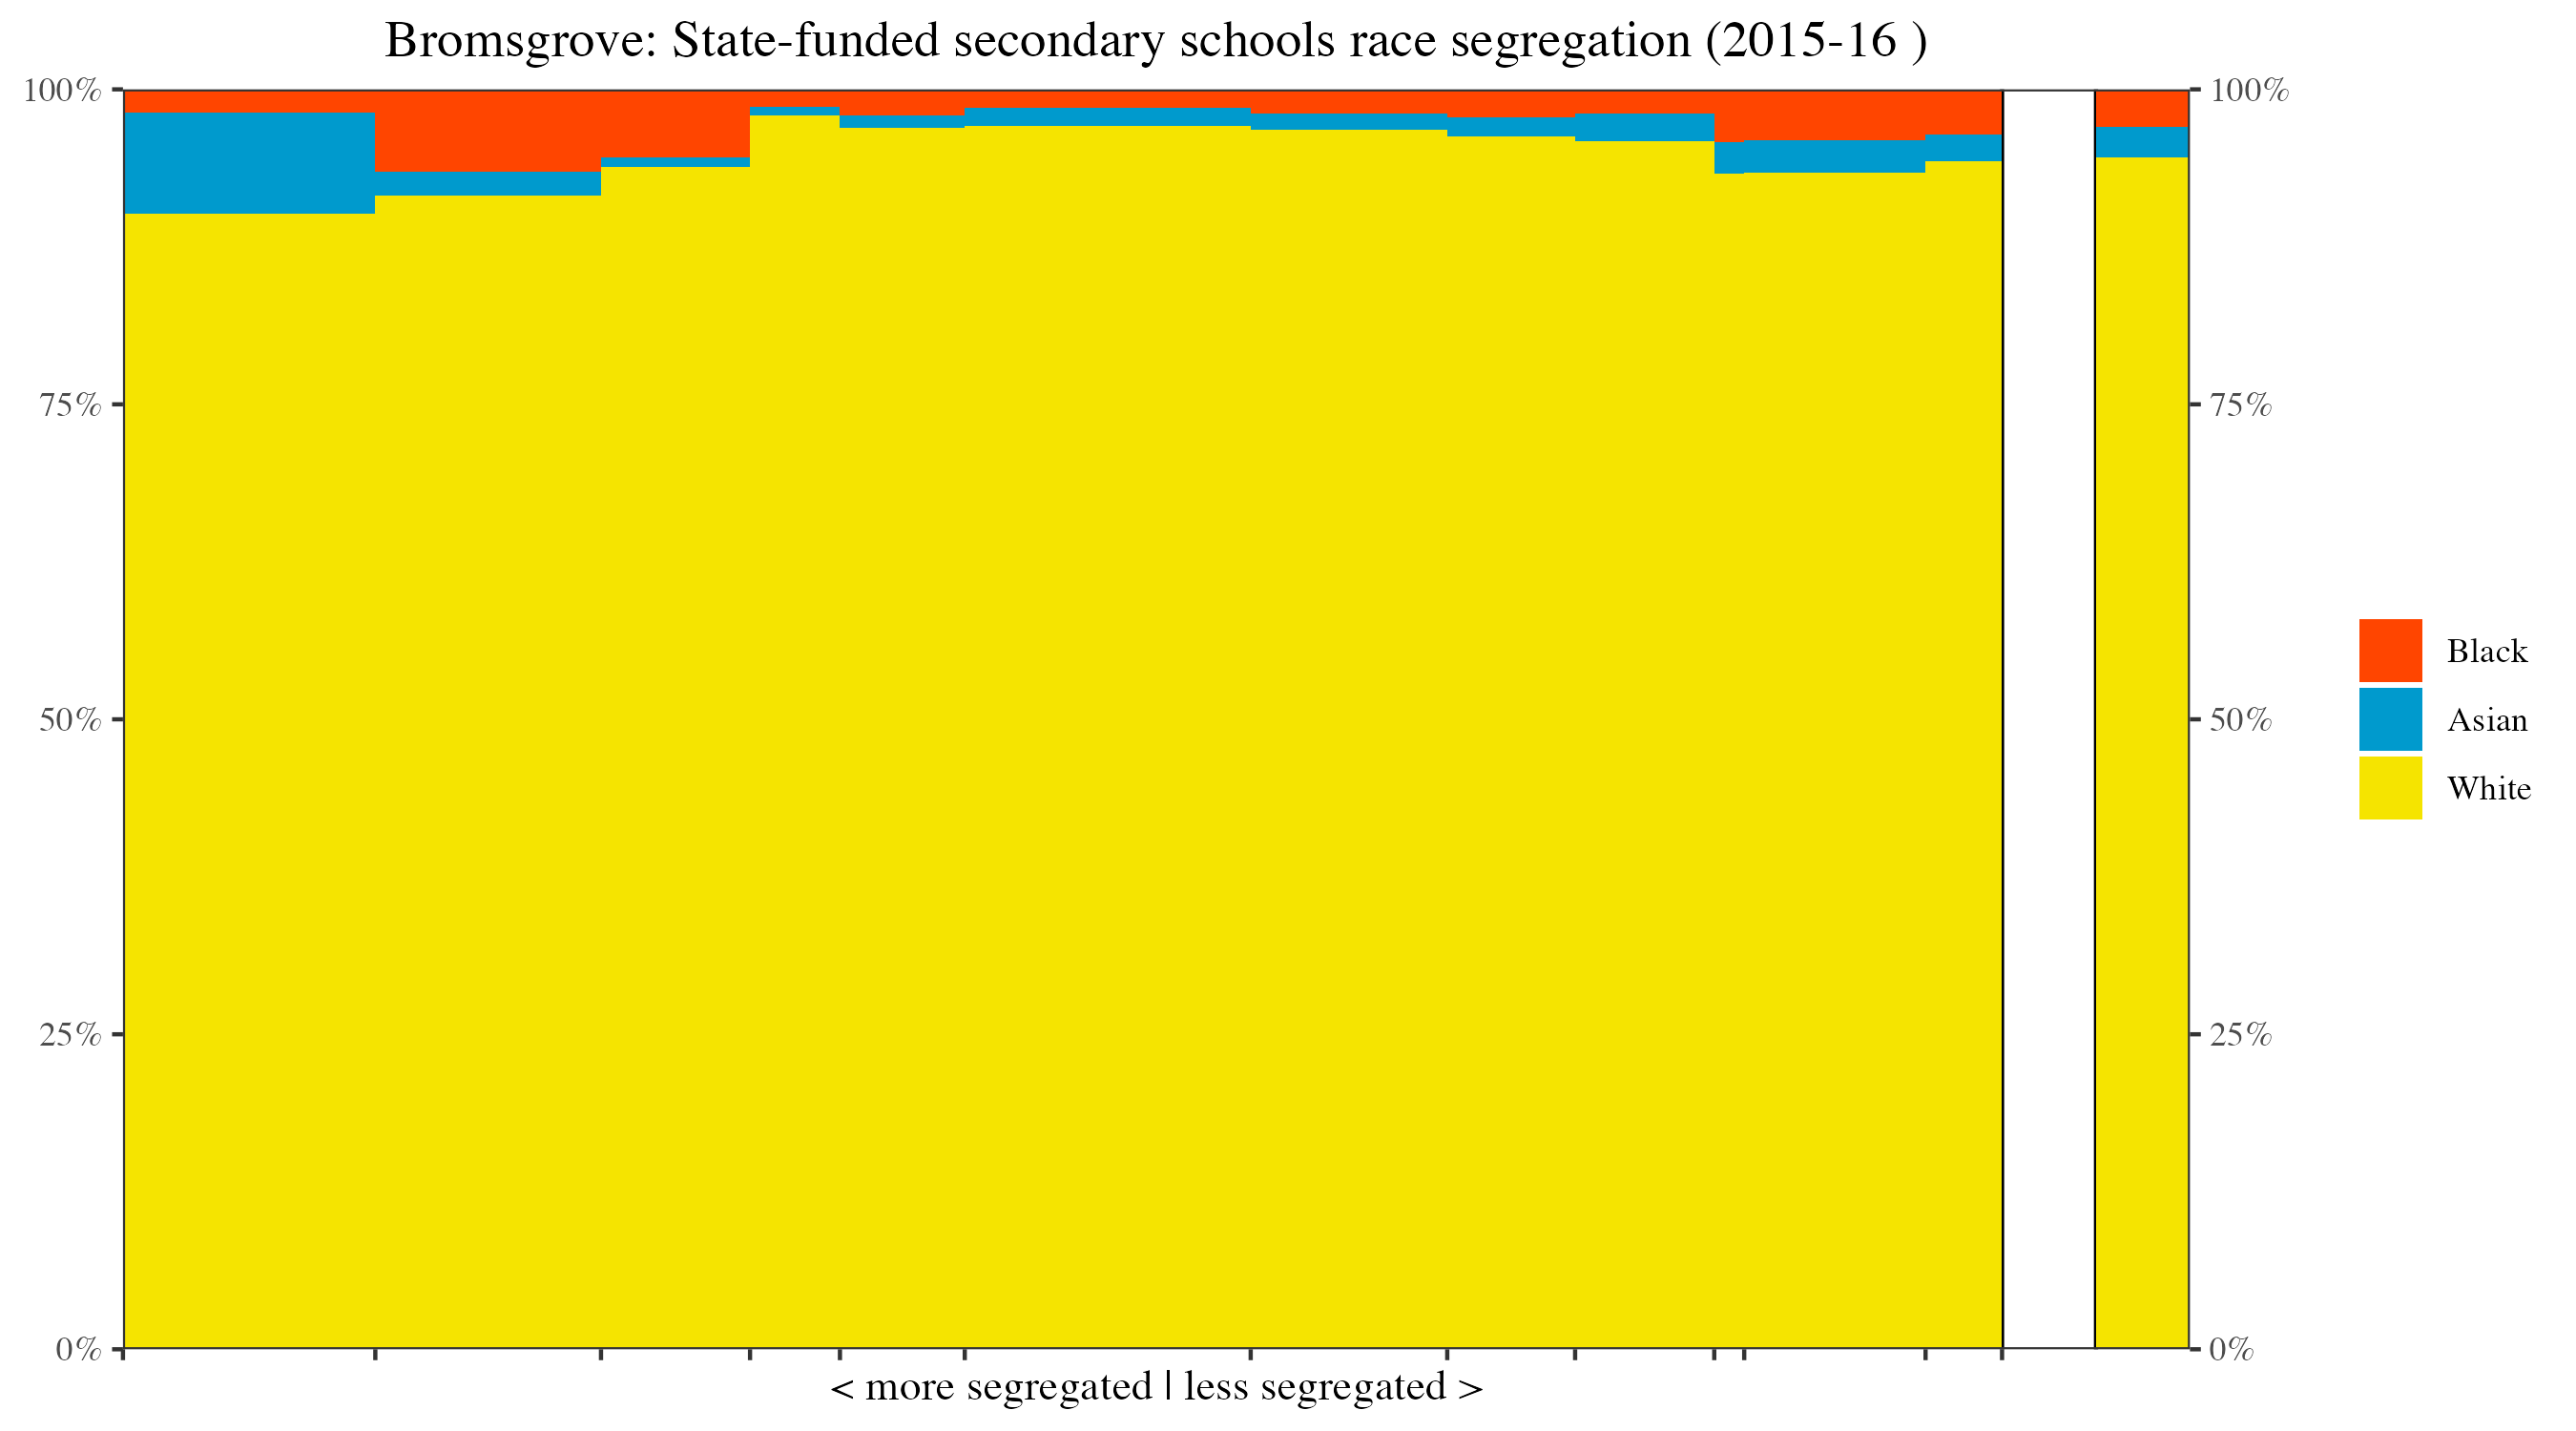 Bromsgrove: State-funded secondary schools race segregation (2015-16 )
100%
75%
50%
25%
0%
100%
75%
50%
25%
0%
Black
Asian
White
< more segregated | less segregated >